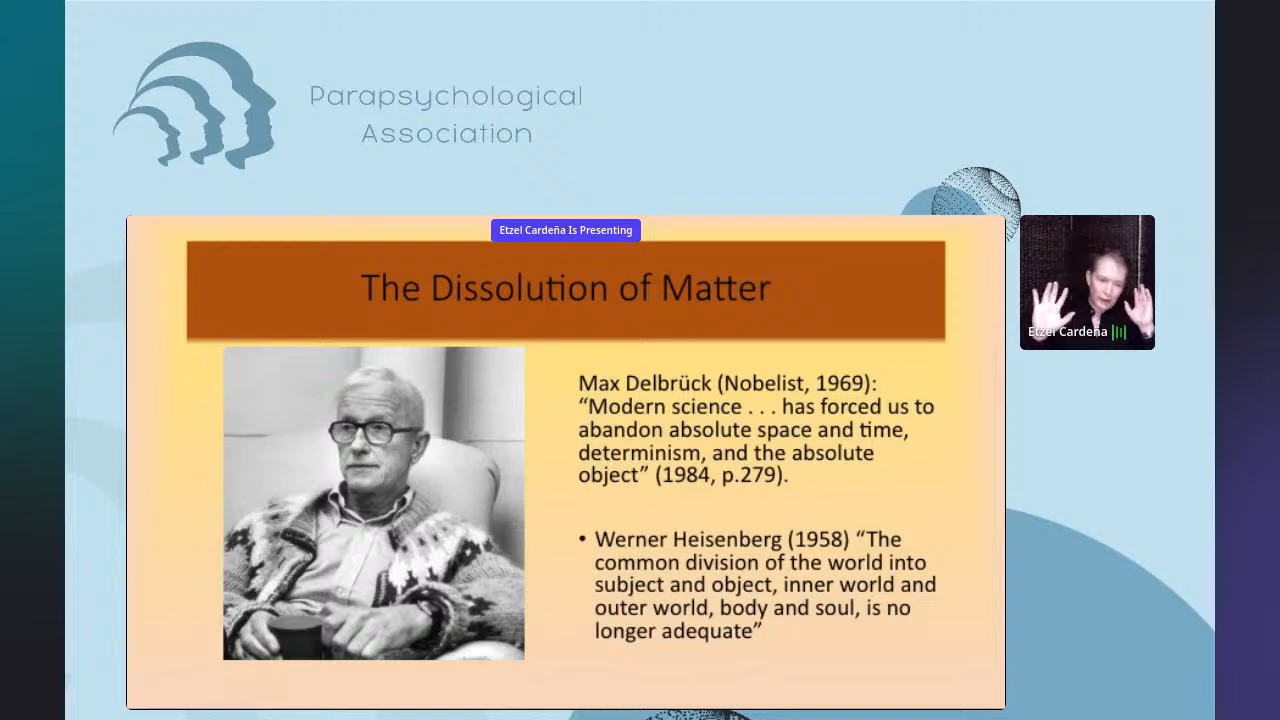 Parapsychological
Association
Etzel Cardeña Is Presenting
The Dissolution of Matter
Max Delbrück (Nobelist, 1969):
“Modern science . . . has forced us to
abandon absolute space and time,
determinism, and the absolute
object” (1984, p.279).
• Werner Heisenberg (1958) “The
common division of the world into
subject and object, inner world and
outer world, body and soul, is no
longer adequate”
Etzel Cardeña